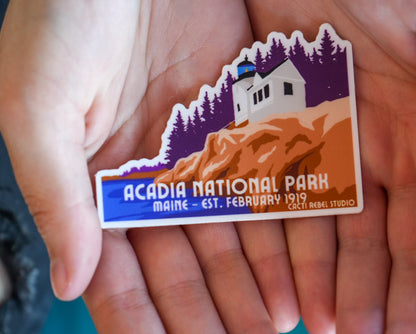 ACADIA NATIONAL PARK
MAINE - EST. FEBRUARY 1919
CACTI REBEL STUDIO